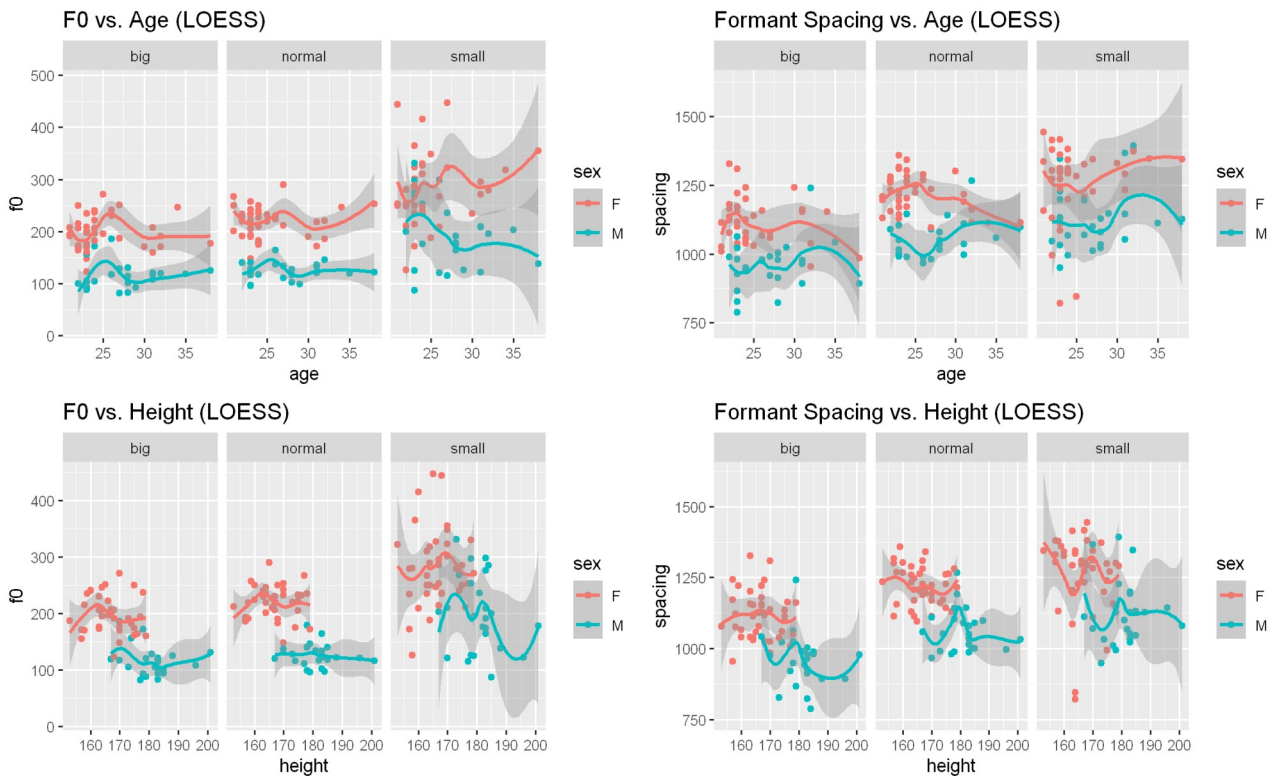 F0 vs. Age (LOESS)
big normal small
500
400
300
200
100
0
f0
25 30 35 25 30 35 25 30 35
age
sex
F
M
Formant Spacing vs. Age (LOESS)
big normal small
1500
1250
1000
750
spacing
25 30 35 25 30 35 25 30 35
age
sex
F
M
F0 vs. Height (LOESS)
big normal small
400
300
200
100
0
f0
160 170 180 190 200 160 170 180 190 200 160 170 180 190 200
height
sex
F
M
Formant Spacing vs. Height (LOESS)
big normal small
1500
1250
1000
750
spacing
160 170 180 190 200 160 170 180 190 200 160 170 180 190 200
height
sex
F
M